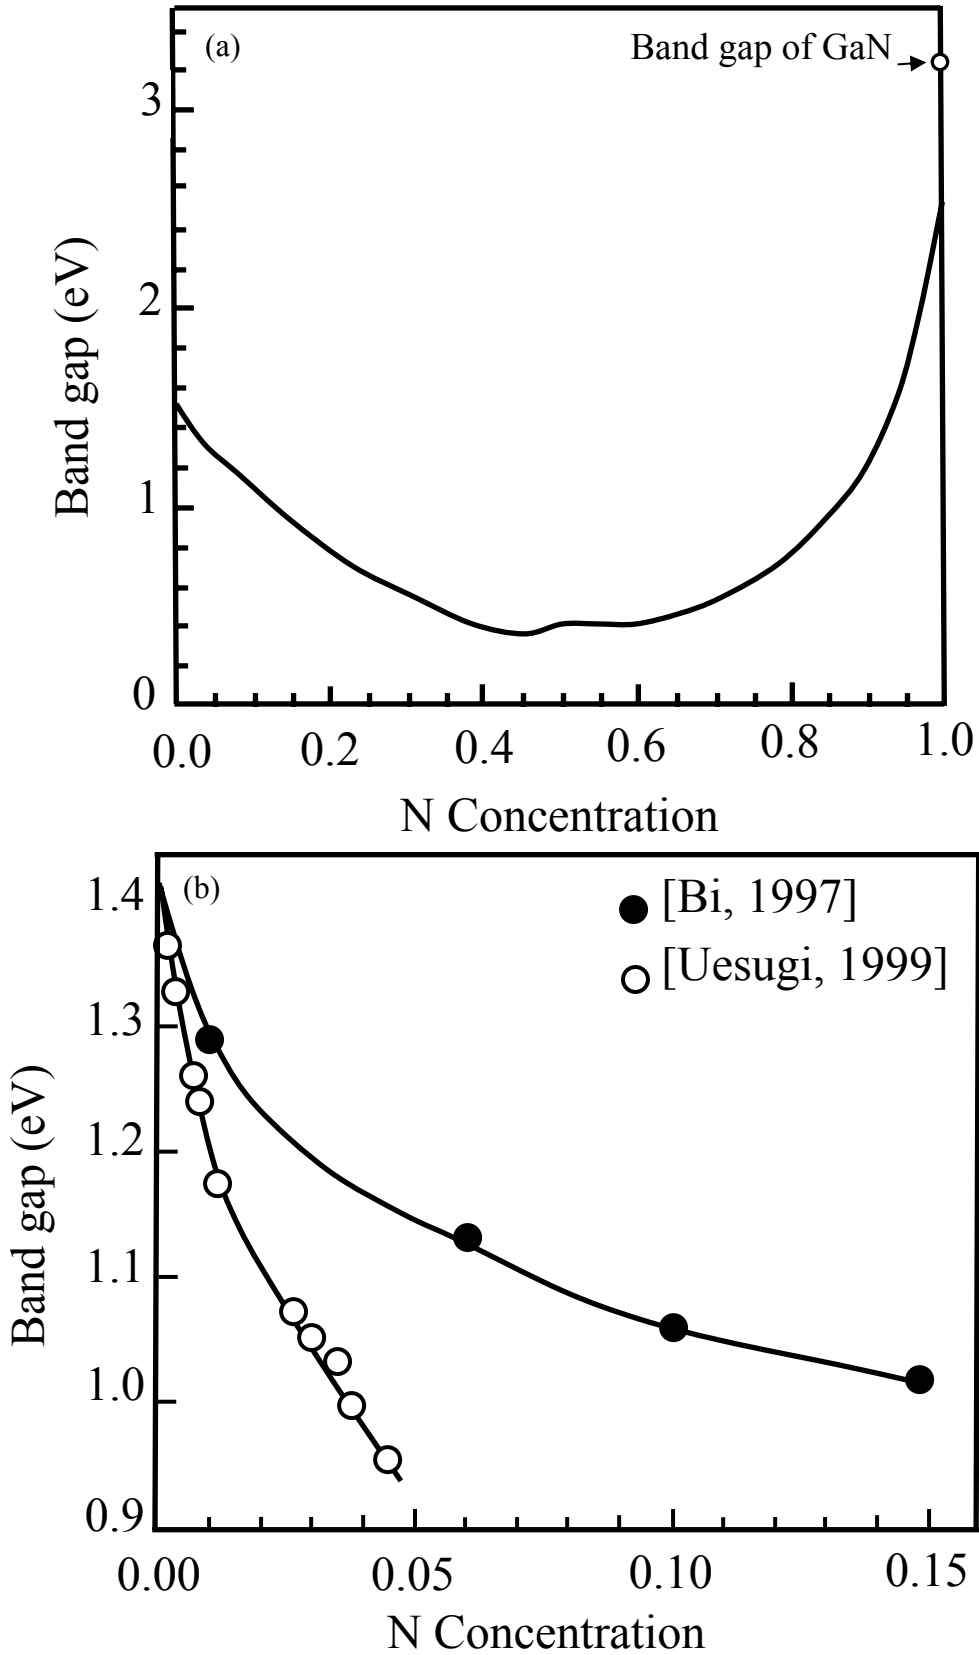 (a)
Band gap of GaN
3
2
1
0
Band gap (eV)
0.0 0.2 0.4 0.6 0.8 1.0
N Concentration
(b)
[Bi, 1997]
[Uesugi, 1999]
1.4
1.3
1.2
1.1
1.0
0.9
Band gap (eV)
0.00 0.05 0.10 0.15
N Concentration